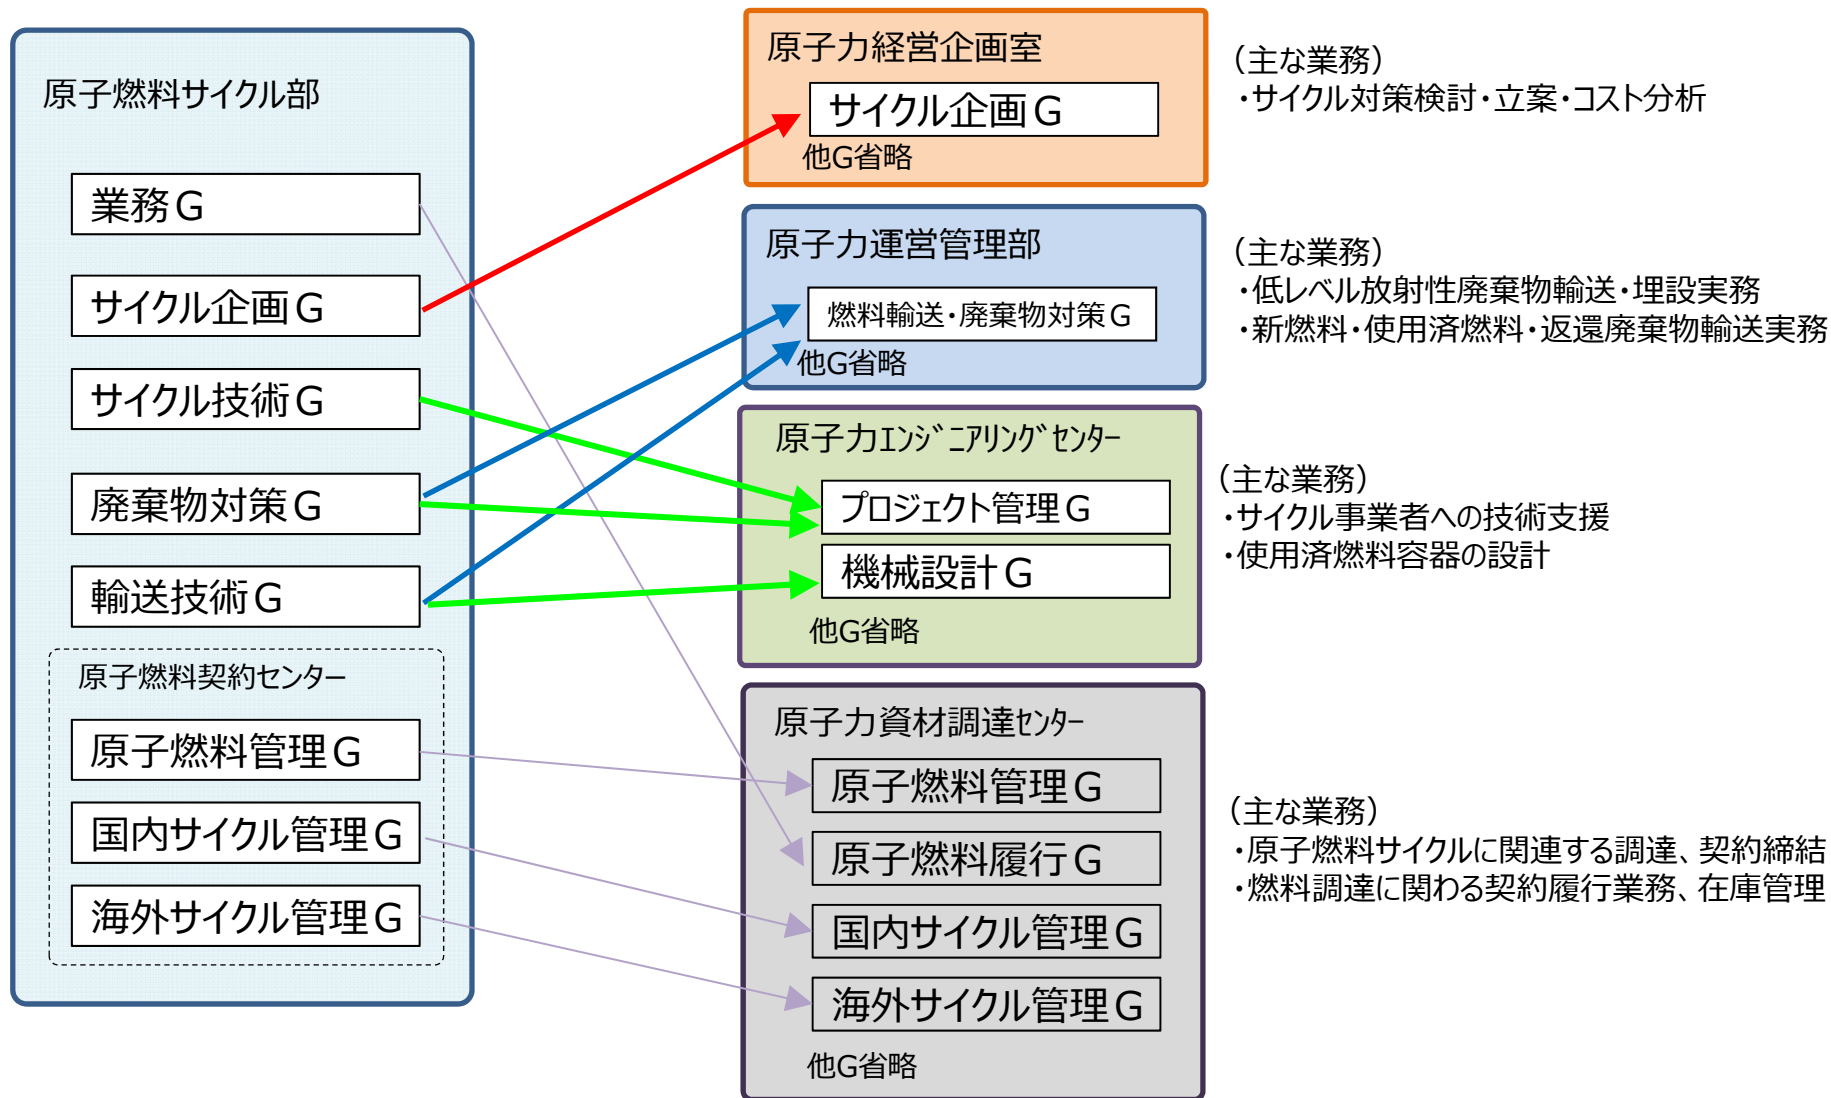 原子燃料サイクル部
業務G
サイクル企画G
サイクル技術G
廃棄物対策G
輸送技術G
原子燃料契約センター
原子燃料管理G
国内サイクル管理G
海外サイクル管理G
原子力経営企画室
サイクル企画G
他G省略
（主な業務）
・サイクル対策検討・立案・コスト分析
原子力運営管理部
燃料輸送・廃棄物対策G
他G省略
（主な業務）
・低レベル放射性廃棄物輸送・埋設実務
・新燃料・使用済燃料・返還廃棄物輸送実務
原子力ｴﾝｼﾞﾆｱﾘﾝｸﾞｾﾝﾀｰ
プロジェクト管理G
機械設計G
他G省略
（主な業務）
・サイクル事業者への技術支援
・使用済燃料容器の設計
原子力資材調達ｾﾝﾀｰ
原子燃料管理G
原子燃料履行G
国内サイクル管理G
海外サイクル管理G
他G省略
（主な業務）
・原子燃料サイクルに関連する調達、契約締結
・燃料調達に関わる契約履行業務、在庫管理